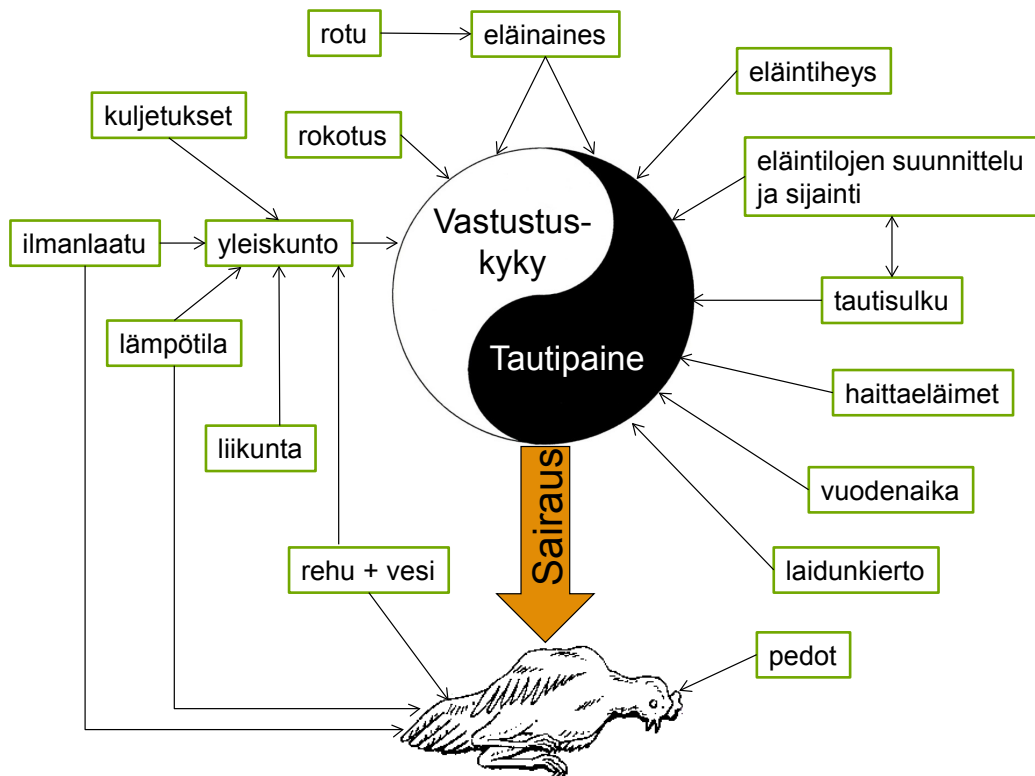 rotu
eläinaines
eläintiheys
kuljetukset
rokotus
eläintilojen suunnittelu
ja sijainti
ilmanlaatu
yleiskunto
Vastustus-
kyky
tautisulku
lämpötila
Tautipaine
haittaeläimet
liikunta
vuodenaika
Sairaus
rehu + vesi
laidunkierto
pedot